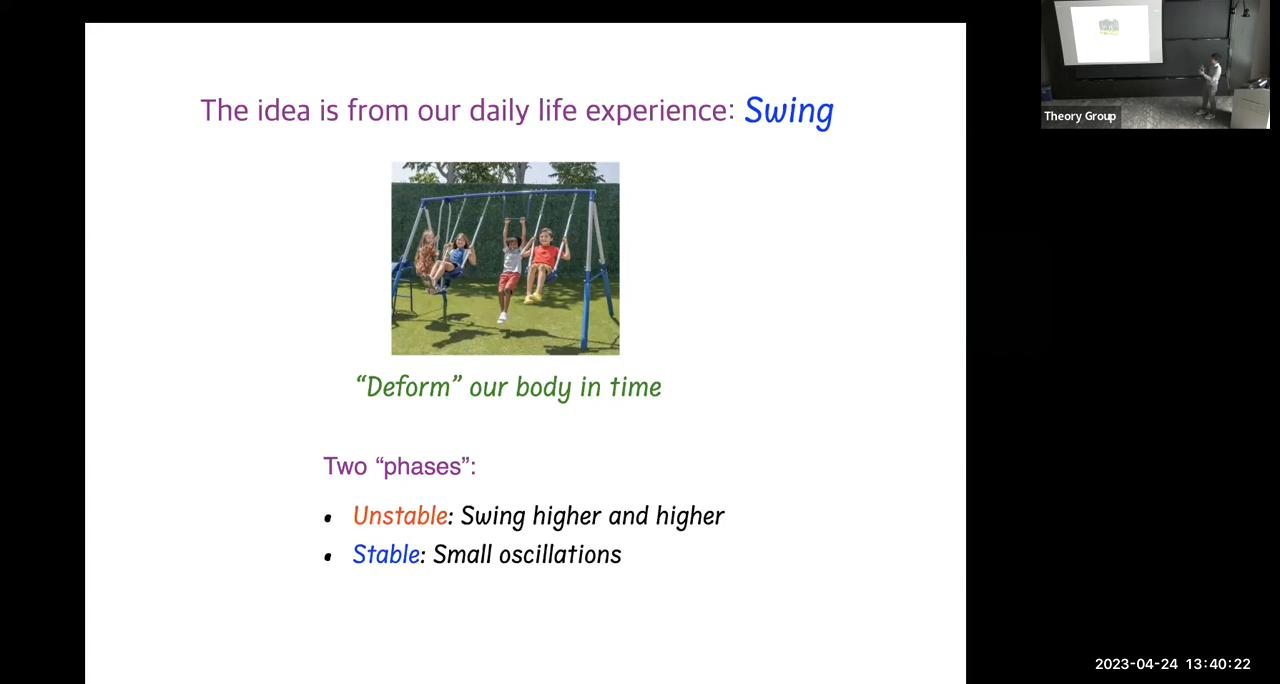 The idea is from our daily life experience: Swing
“Deform” our body in time
Two “phases”:
• Unstable: Swing higher and higher
• Stable: Small oscillations
Theory Group
2023-04-24 13:40:22